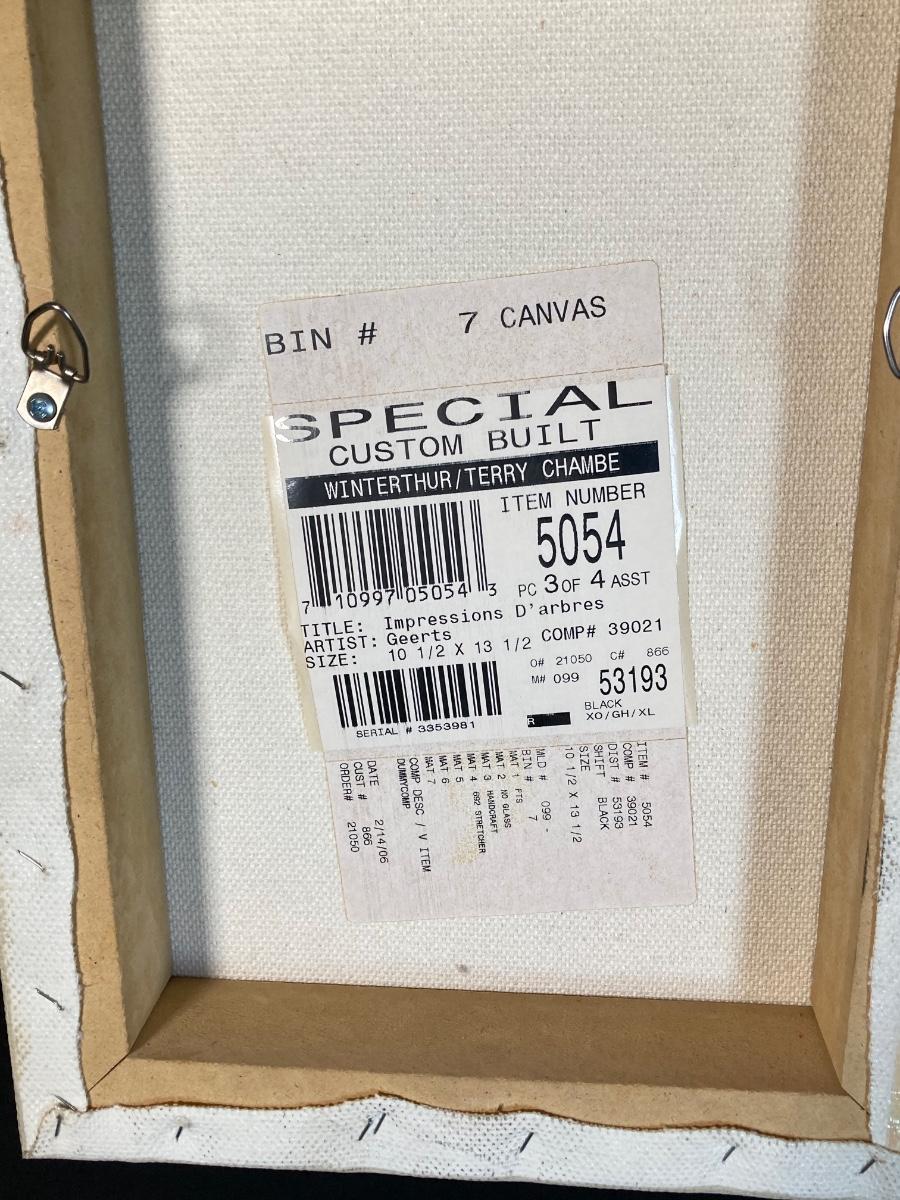 BIN # 7 CANVAS
SPECIAL
CUSTOM BUILT
WINTERTHUR/TERRY CHAMBE
ITEM NUMBER
5054
PC 3 OF 4 ASST
7 10997 05054 3
TITLE: Impressions D'arbres
ARTIST: Geerts
SIZE: 10 1/2 X 13 1/2 COMP# 39021
O# 21050 C# 866
M# 099 53193
BLACK
XO/GH/XL
R
SERIAL # 3353981
ITEM # 5054
COMP # 39021
DIST # 53193
SHIFT BLACK
SIZE
10 1/2 X 13 1/2
MLD # 099 -
BIN # 7
MAT 1 PTS
MAT 2 NO GLASS
MAT 3 HANDCRAFT
MAT 4 692 STRETCHER
MAT 5
MAT 6
MAT 7
COMP DESC / V ITEM
DUMMYCOMP
DATE 2/14/06
CUST # 866
ORDER# 21050